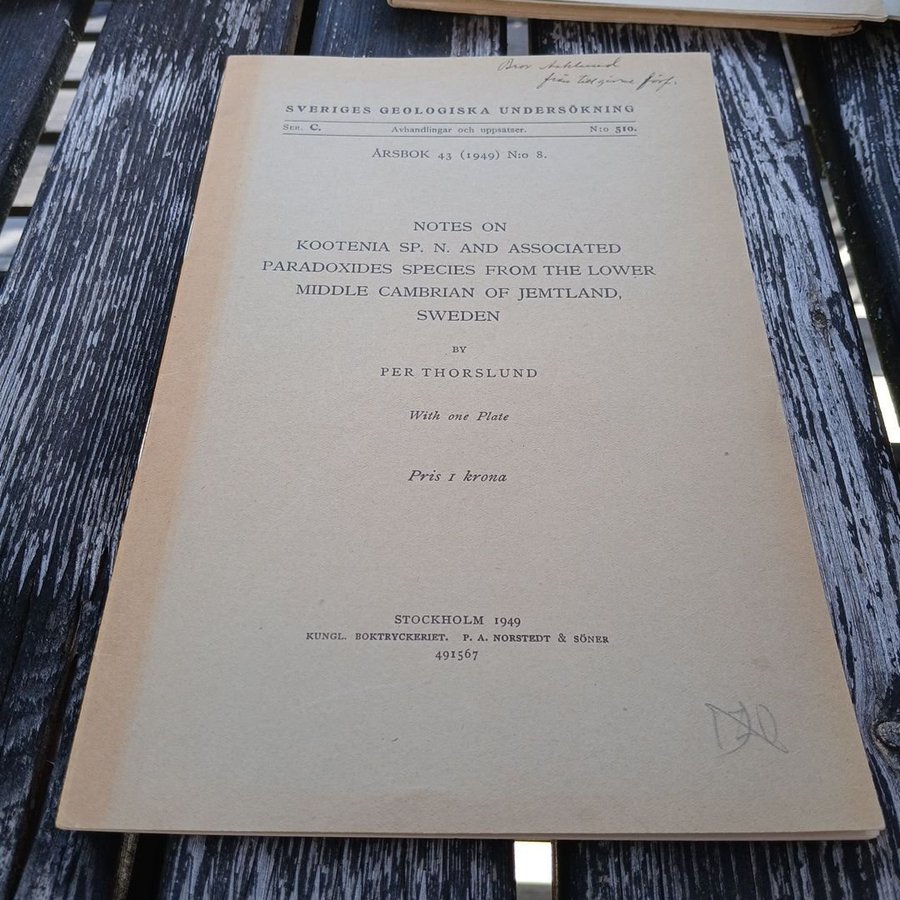 Bror Asklund
från tillgivne förf.
SVERIGES GEOLOGISKA UNDERSÖKNING
SER. C. Avhandlingar och uppsatser. N:o 510.
ÅRSBOK 43 (1949) N:o 8.
NOTES ON
KOOTENIA SP. N. AND ASSOCIATED
PARADOXIDES SPECIES FROM THE LOWER
MIDDLE CAMBRIAN OF JEMTLAND,
SWEDEN
BY
PER THORSLUND
With one Plate
Pris 1 krona
STOCKHOLM 1949
KUNGL. BOKTRYCKERIET. P. A. NORSTEDT & SÖNER
491567